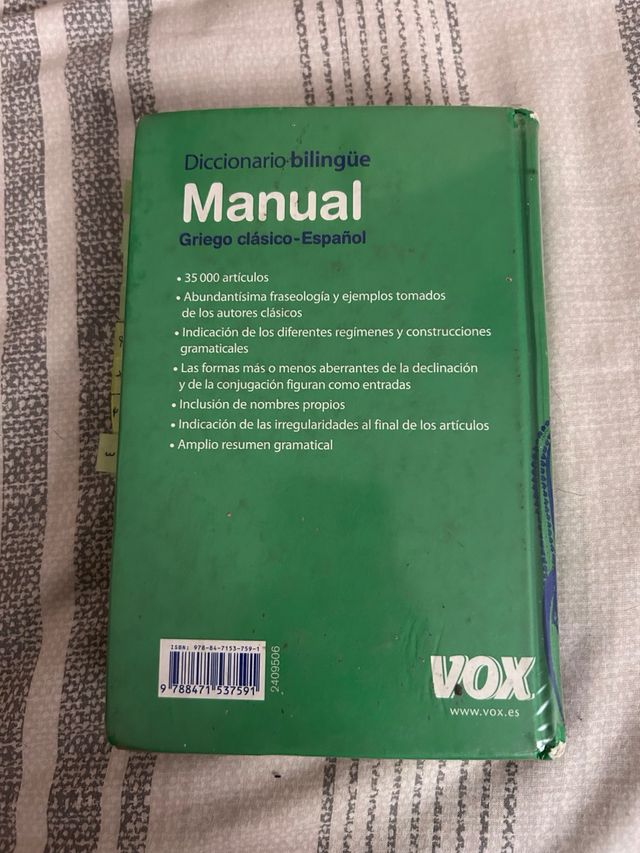 Diccionario bilingüe
Manual
Griego clásico-Español
• 35 000 artículos
• Abundantísima fraseología y ejemplos tomados
de los autores clásicos
• Indicación de los diferentes regímenes y construcciones
gramaticales
• Las formas más o menos aberrantes de la declinación
y de la conjugación figuran como entradas
• Inclusión de nombres propios
• Indicación de las irregularidades al final de los artículos
• Amplio resumen gramatical
ISBN: 978-84-7153-759-1
9 788471 537591
2409506
VOX
www.vox.es